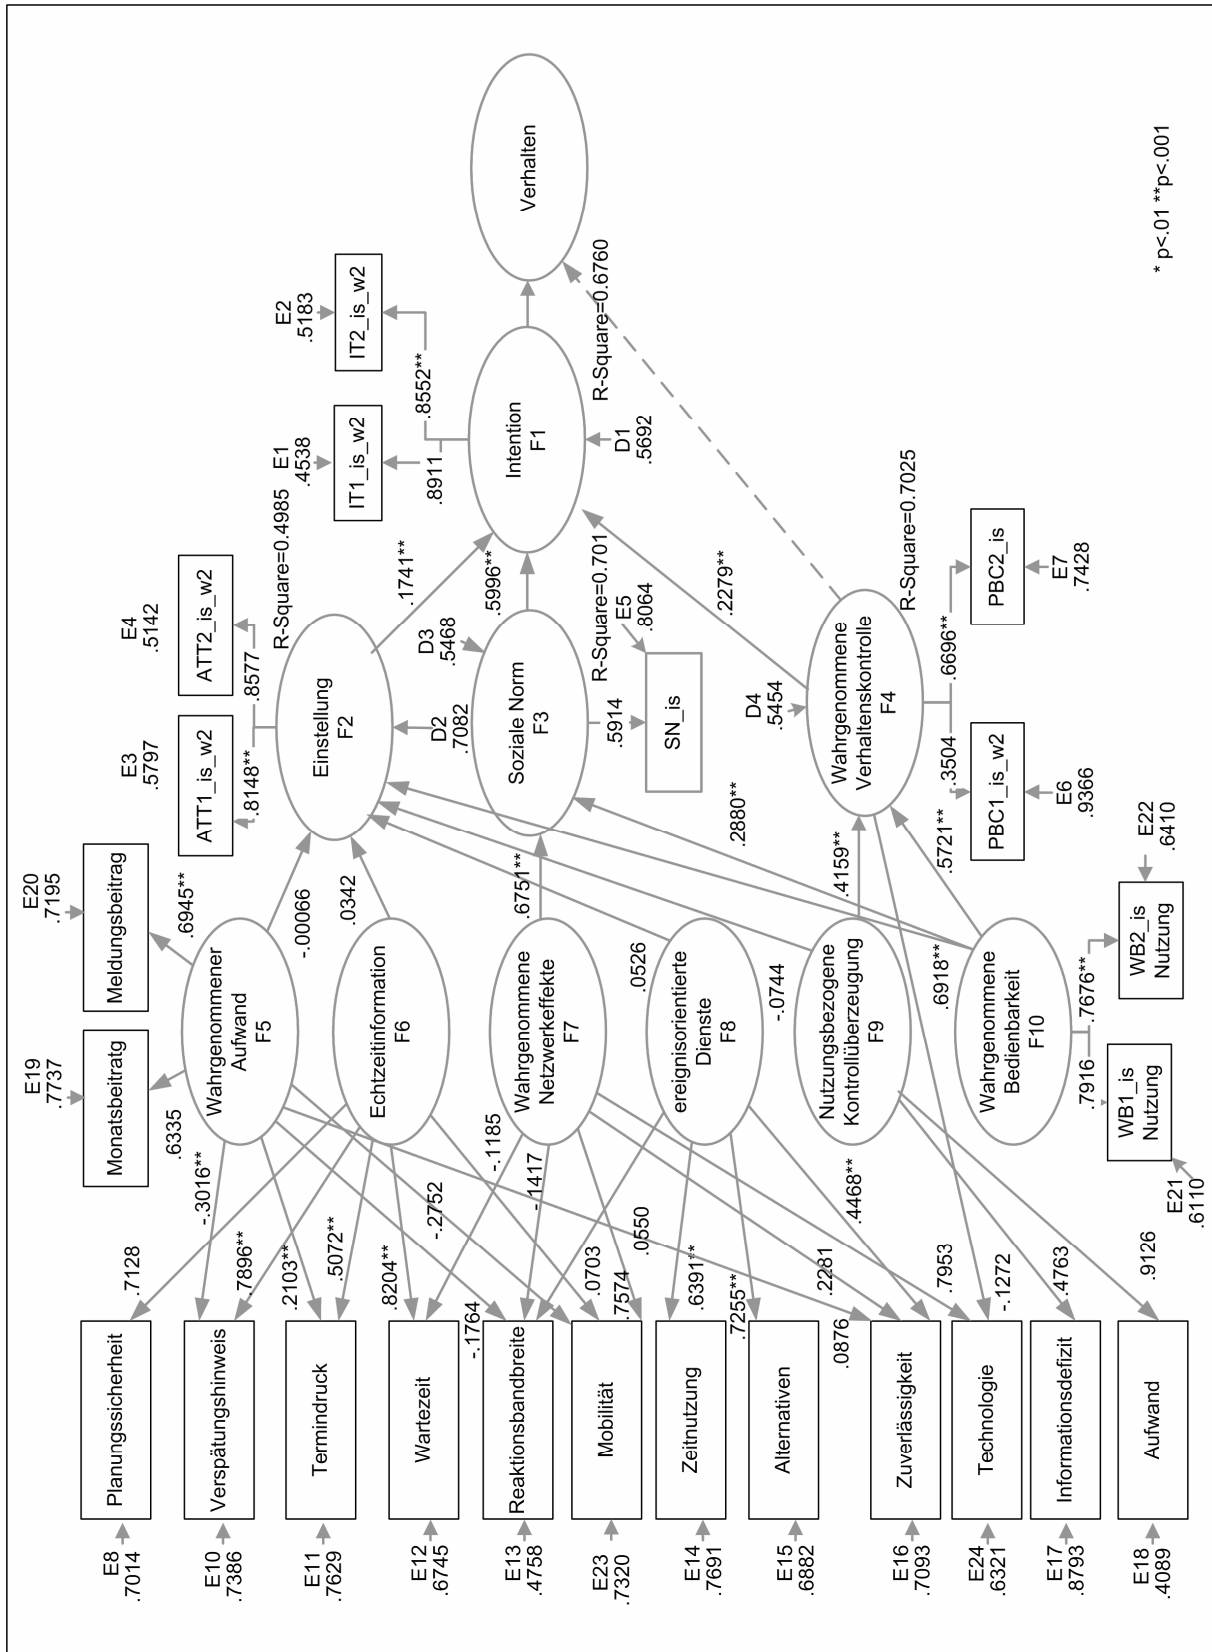 E8
.7014
Planungssicherheit
.7128
E10
.7386
Verspätungshinweis
.7896**
-.3016**
E11
.7629
Termindruck
.2103**
.5072**
E12
.6745
Wartezeit
.8204**
-.1185
E13
.4758
Reaktionsbandbreite
-.1764
-.2752
-.1417
E23
.7320
Mobilität
.0703
.7574
.0550
E14
.7691
Zeitnutzung
.6391**
E15
.6882
Alternativen
.7255**
E16
.7093
Zuverlässigkeit
.0876
.2281
.4468**
E24
.6321
Technologie
.7953
-.1272
E17
.8793
Informationsdefizit
.4763
E18
.4089
Aufwand
.9126
E19
.7737
Monatsbeitratg
.6335
E20
.7195
Meldungsbeitrag
.6945**
Wahrgenommener
Aufwand
F5
-.00066
Echtzeitinformation
F6
.0342
Wahrgenommene
Netzwerkeffekte
F7
.6751**
ereignisorientierte
Dienste
F8
.0526
Nutzungsbezogene
Kontrollüberzeugung
F9
-.0744
.4159**
Wahrgenommene
Bedienbarkeit
F10
.6918**
.2880**
.5721**
.7916
.7676**
WB1_is
Nutzung
E21
.6110
WB2_is
Nutzung
E22
.6410
E3
.5797
ATT1_is_w2
.8148**
E4
.5142
ATT2_is_w2
.8577
Einstellung
F2
R-Square=0.4985
D2
.7082
.1741**
Soziale Norm
F3
D3
.5468
R-Square=0.701
.5996**
.5914
SN_is
E5
.8064
Wahrgenommene
Verhaltenskontrolle
F4
D4
.5454
R-Square=0.7025
.2279**
.3504
.6696**
PBC1_is_w2
E6
.9366
PBC2_is
E7
.7428
E1
.4538
IT1_is_w2
.8911
E2
.5183
IT2_is_w2
.8552**
Intention
F1
R-Square=0.6760
D1
.5692
Verhalten
* p<.01 **p<.001